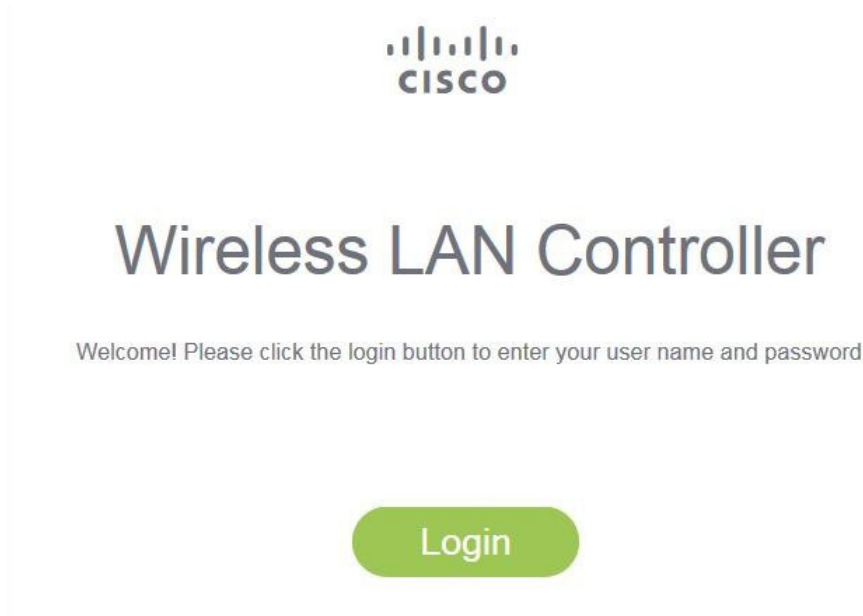 CISCO
Wireless LAN Controller
Welcome! Please click the login button to enter your user name and password
Login